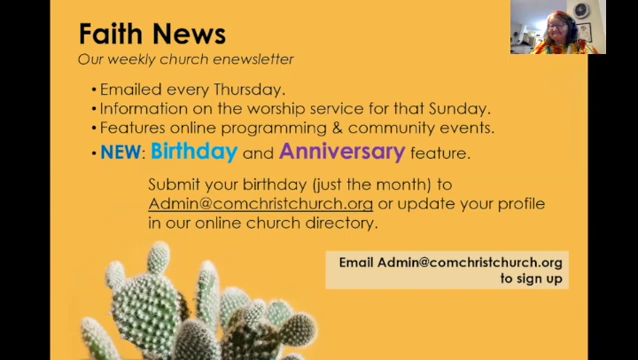 Faith News
Our weekly church enewsletter
• Emailed every Thursday.
• Information on the worship service for that Sunday.
• Features online programming & community events.
• NEW: Birthday and Anniversary feature.
Submit your birthday (just the month) to
Admin@comchristchurch.org or update your profile
in our online church directory.
Email Admin@comchristchurch.org
to sign up